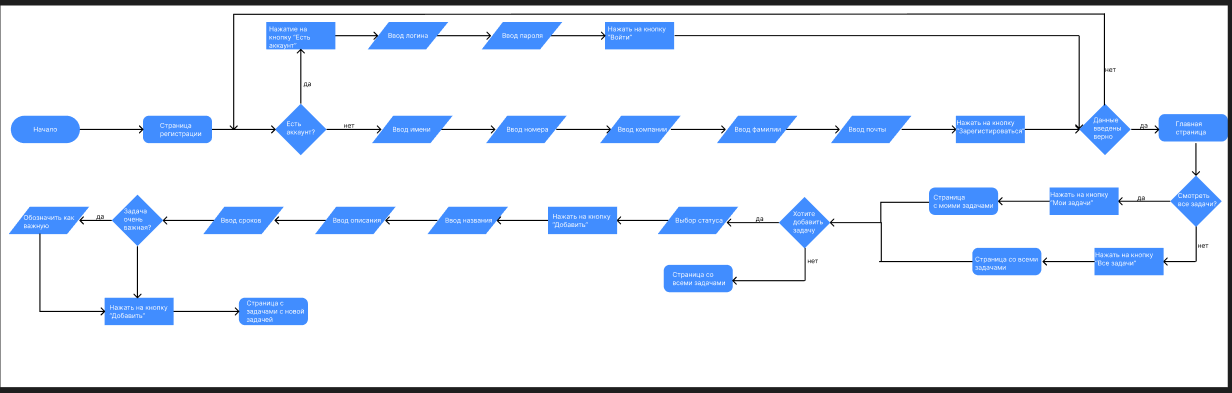 Нажатие на
кнопку "Есть
аккаунт"
Ввод логина
Ввод пароля
Нажать на кнопку
"Войти"
да
нет
Начало
Страница
регистрации
Есть
аккаунт?
нет
Ввод имени
Ввод номера
Ввод компании
Ввод фамилии
Ввод почты
Нажать на кнопку
"Зарегистироваться"
Данные
введены
верно
да
Главная
страница
Смотреть
все задачи?
да
Нажать на кнопку
"Мои задачи"
Страница
с моими задачами
нет
Нажать на кнопку
"Все задачи"
Страница со всеми
задачами
Хотите
добавить
задачу
да
нет
Страница со
всеми задачами
Выбор статуса
Нажать на кнопку
"Добавить"
Ввод названия
Ввод описания
Ввод сроков
Задача
очень
важная?
да
Обозначить как
важную
Нажать на кнопку
"Добавить"
Страница с
задачами с новой
задачей